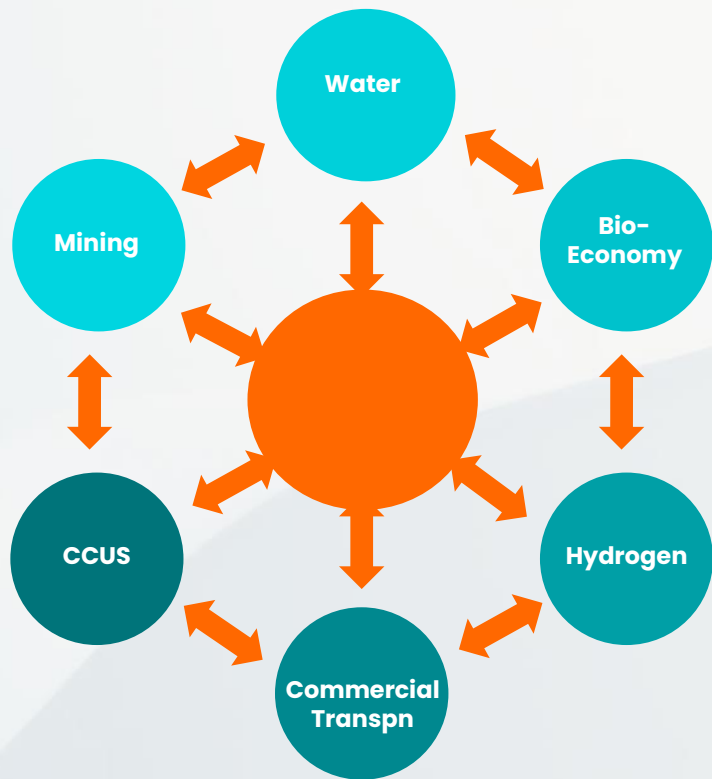 Water
Mining
Bio-
Economy
CCUS
Hydrogen
Commercial
Transpn